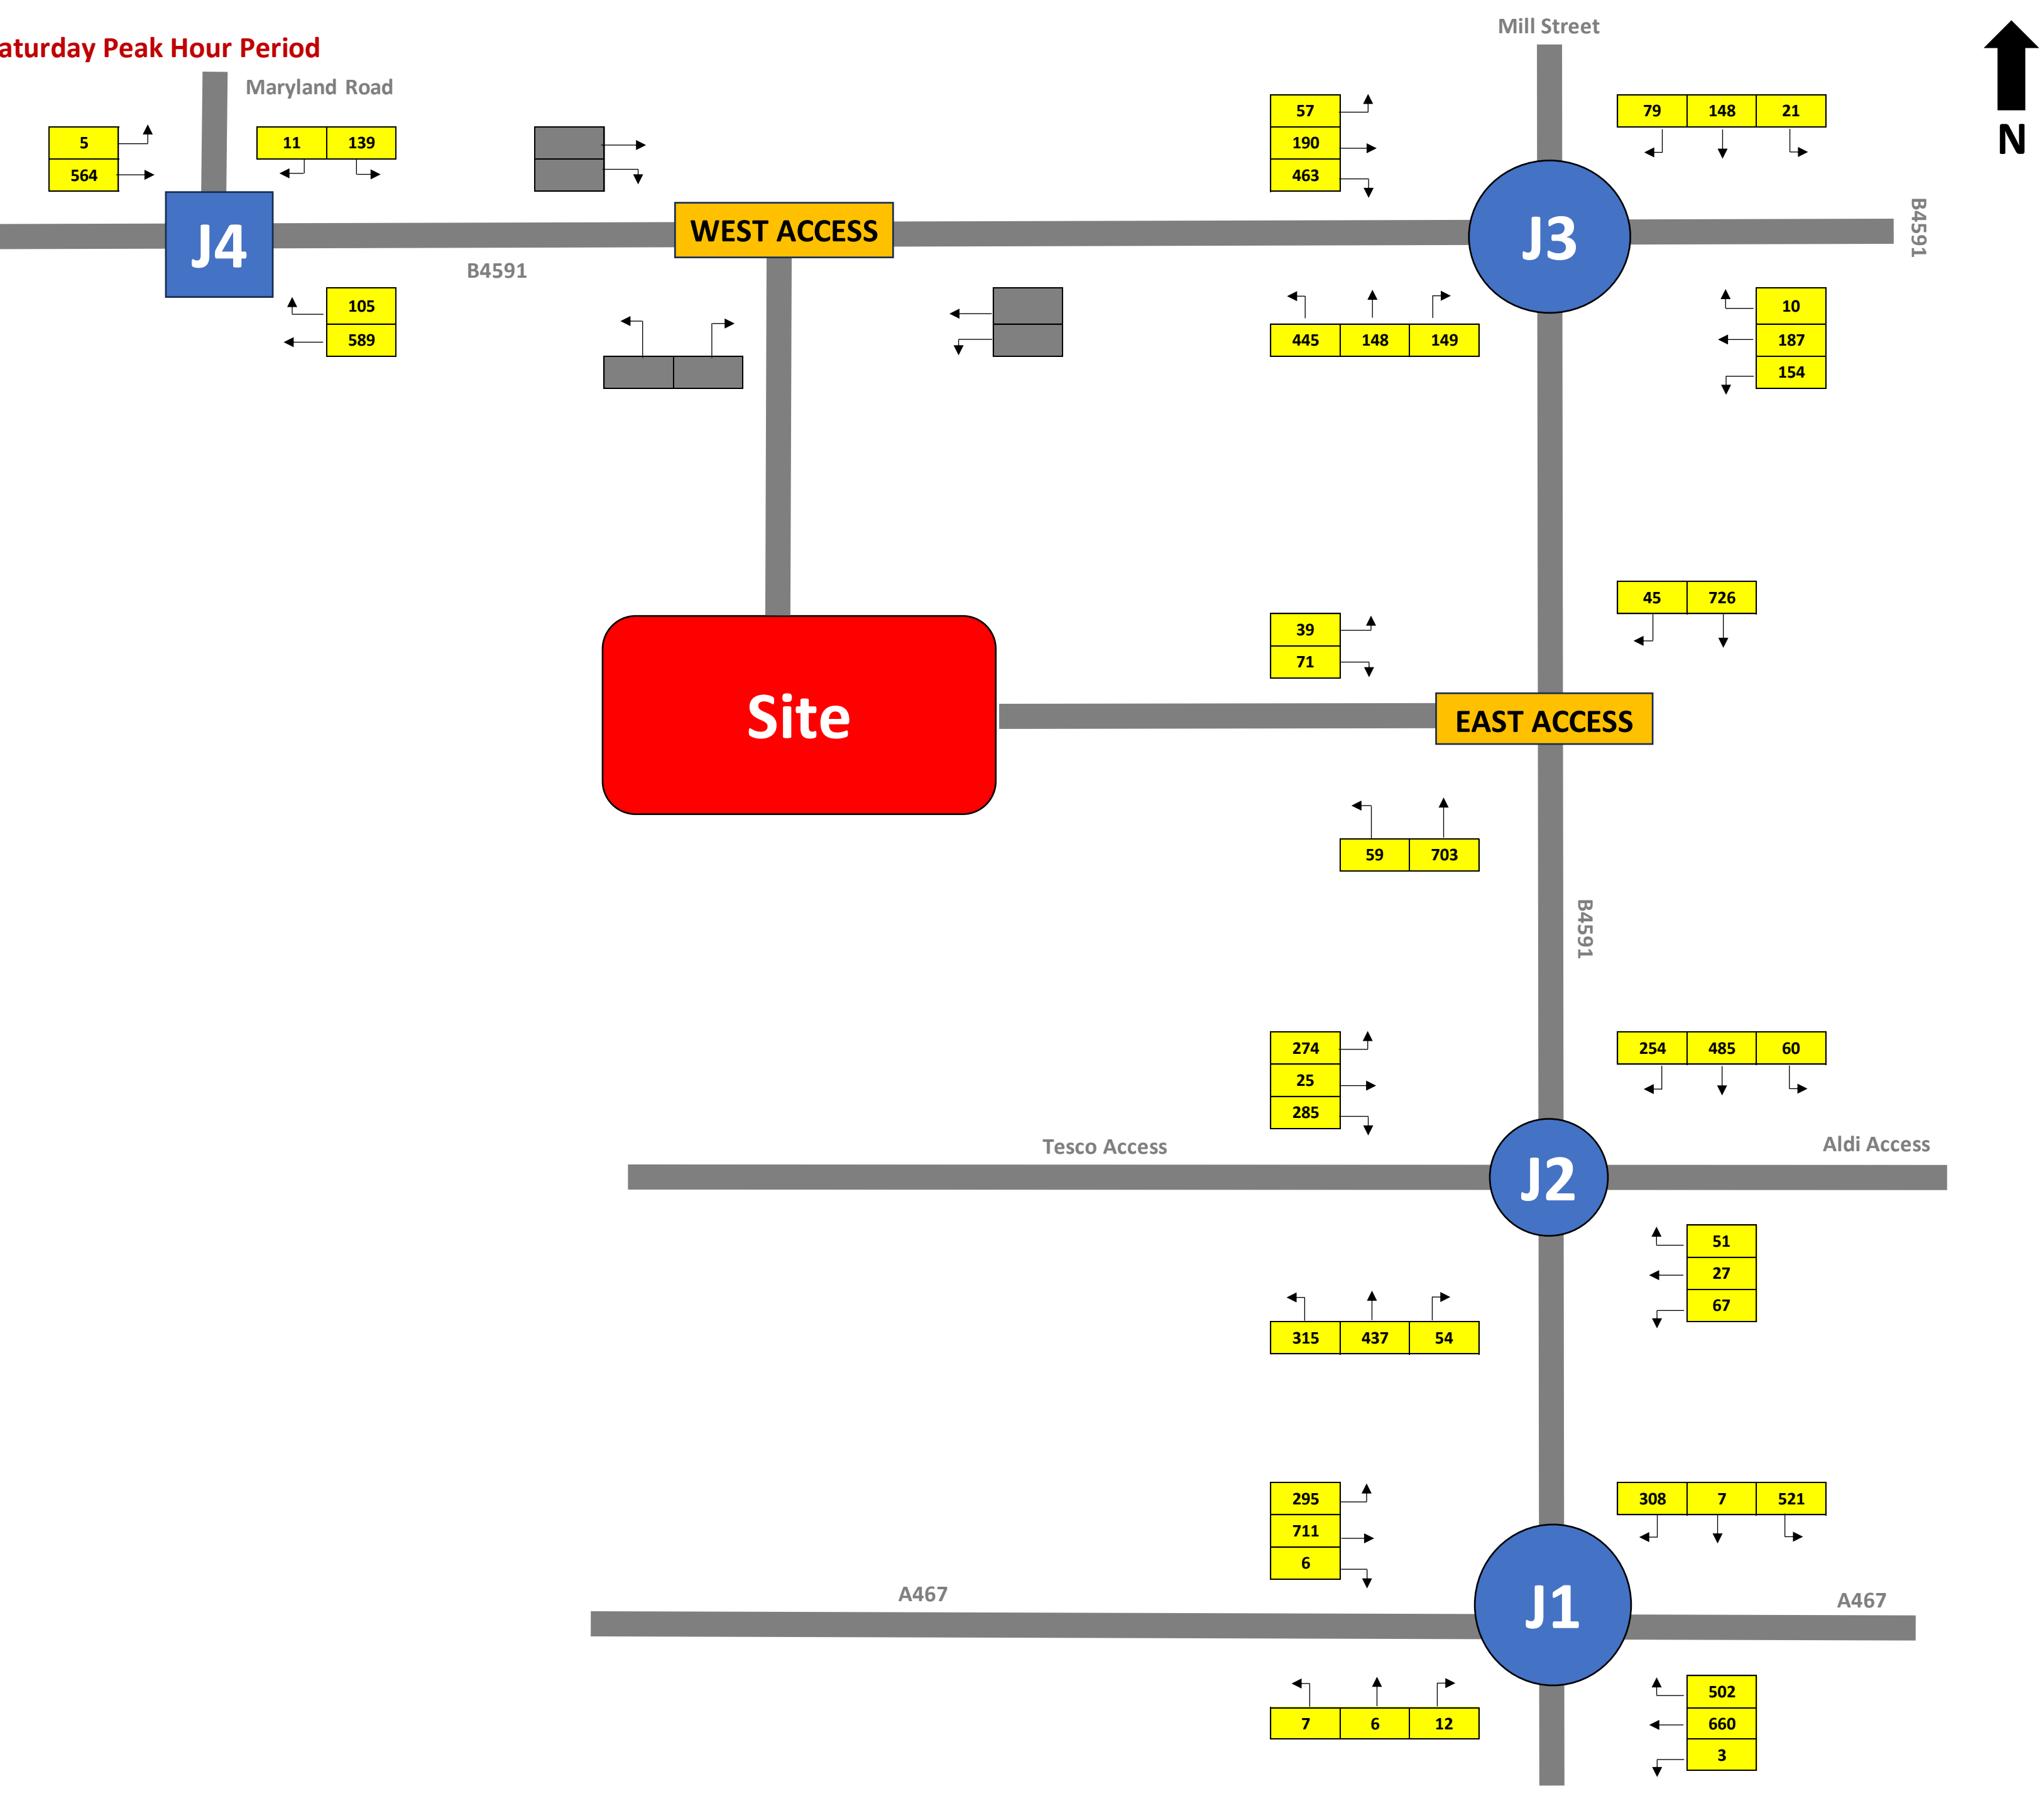 Mill Street
aturday Peak Hour Period
Maryland Road
N
5
564
11 139
57
190
463
79 148 21
J4
WEST ACCESS
J3
B4591
B4591
105
589
445 148 149
10
187
154
45 726
39
71
Site
EAST ACCESS
59 703
B4591
274
25
285
254 485 60
Tesco Access
Aldi Access
J2
51
27
67
315 437 54
295
711
6
308 7 521
A467
J1
A467
7 6 12
502
660
3